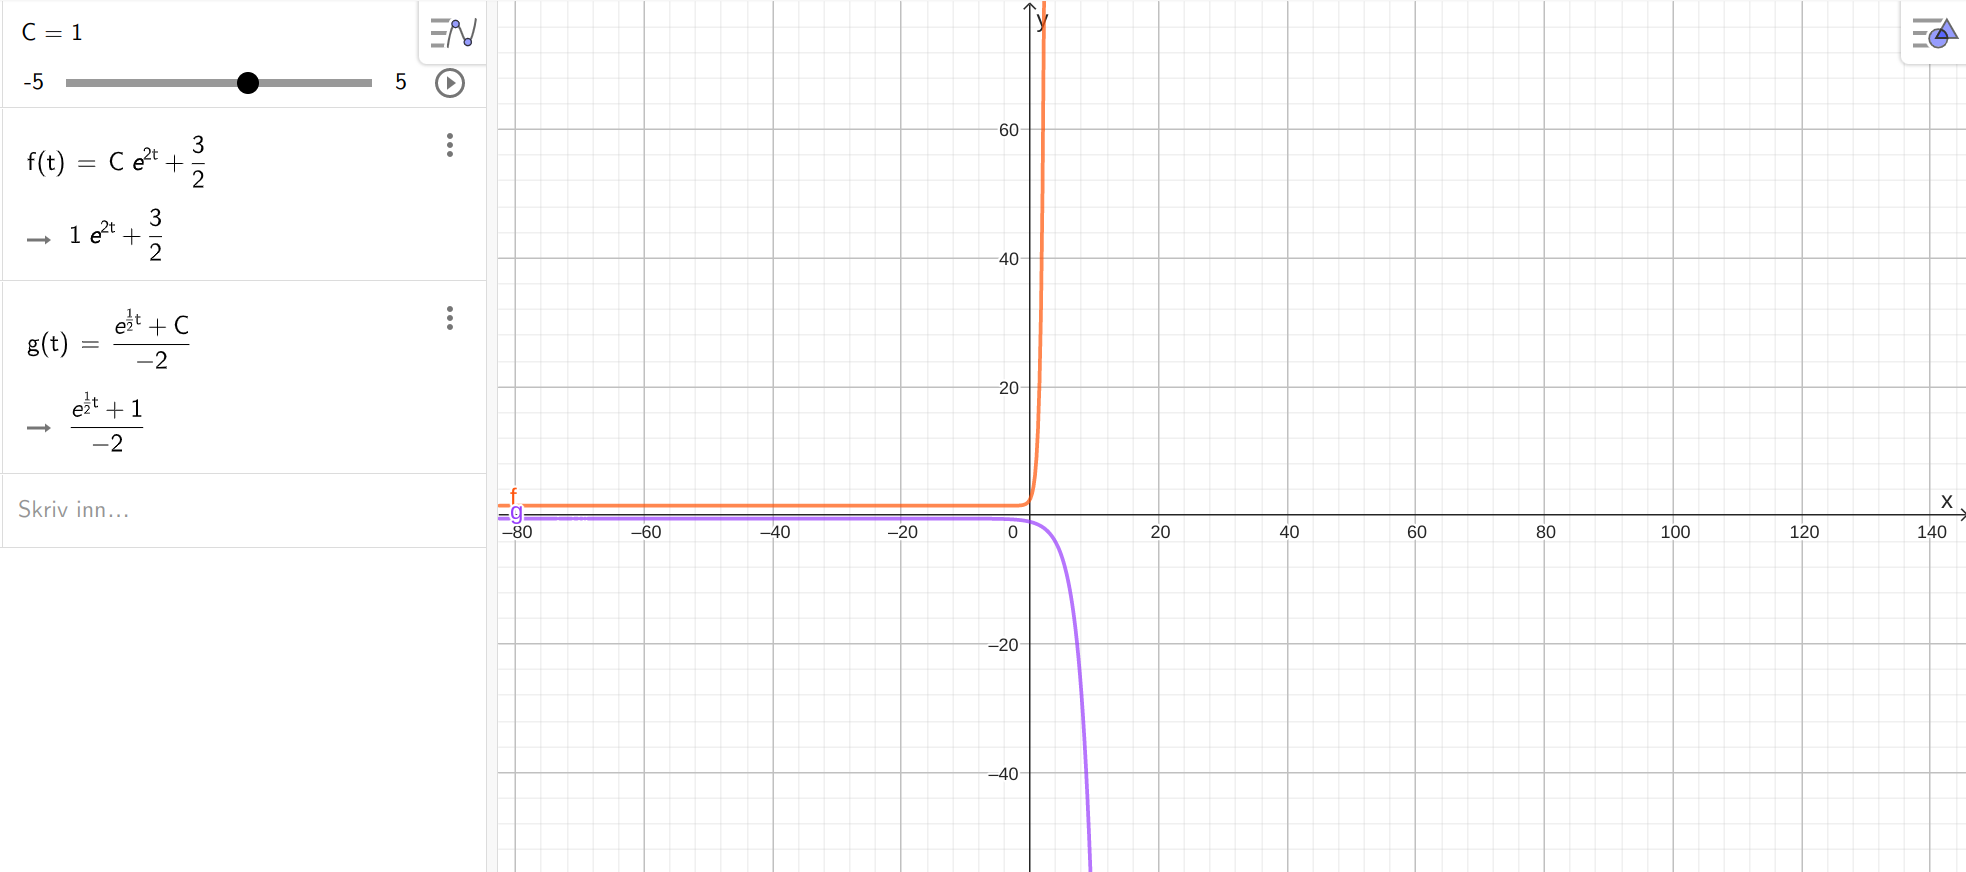 C = 1
-5 5
f(t) = C e^{2t} + 3/2
→ 1 e^{2t} + 3/2
g(t) = (e^{1/2 t} + C)/(−2)
→ (e^{1/2 t} + 1)/(−2)
Skriv inn…
y
60
40
20
f
x
g
−80 −60 −40 −20 0 20 40 60 80 100 120 140
−20
−40